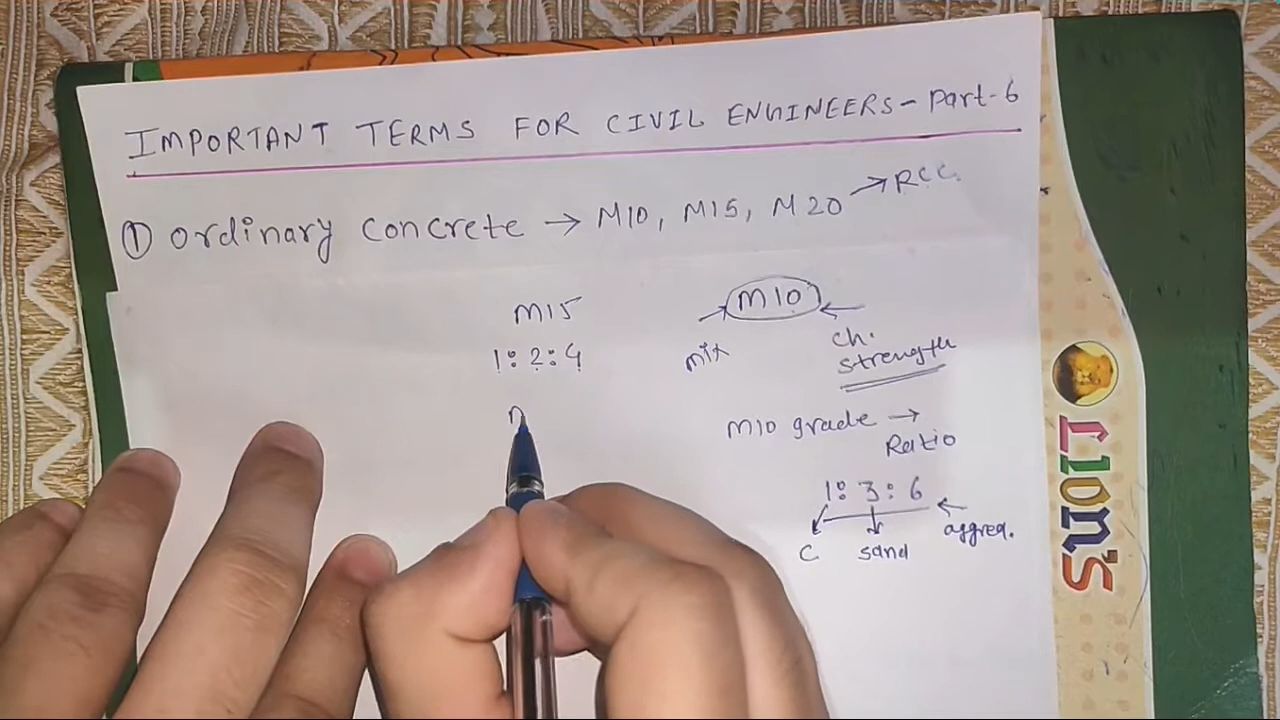 IMPORTANT TERMS FOR CIVIL ENGINEERS - Part-6
① Ordinary Concrete → M10, M15, M20 → RCC.
M15
1:2:4
M10
mix
ch.
strength
M10 grade →
Ratio
1:3:6
C
sand
aggrea.
LION'S